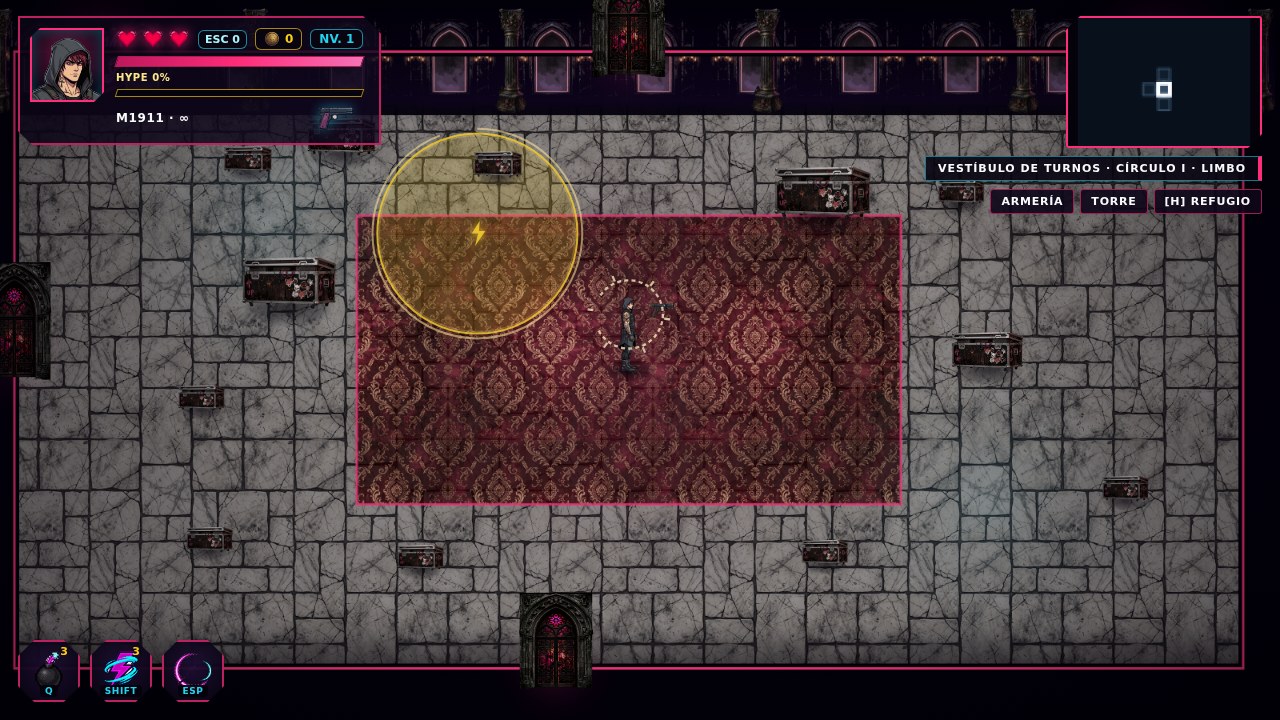 ESC 0
0
NV. 1
HYPE 0%
M1911 · ∞
VESTÍBULO DE TURNOS · CÍRCULO I · LIMBO
ARMERÍA
TORRE
[H] REFUGIO
3
Q
3
SHIFT
ESP